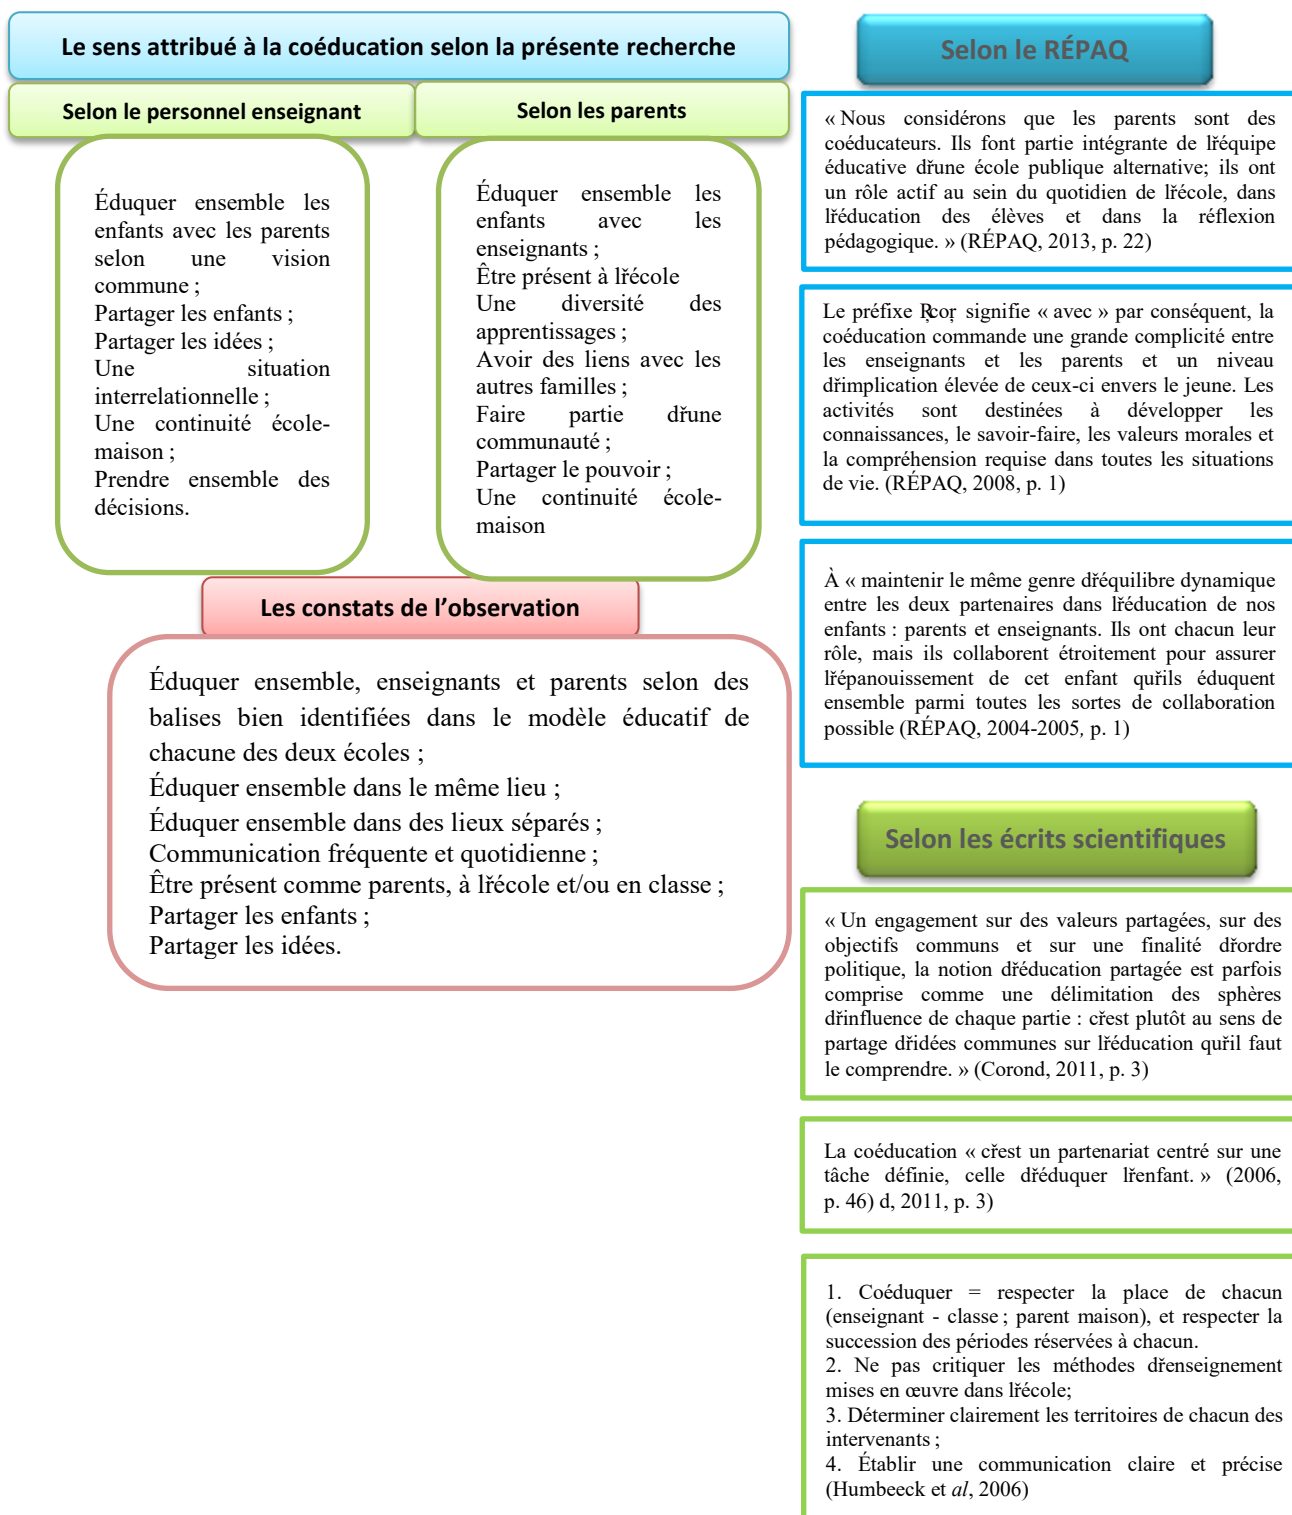 Le sens attribué à la coéducation selon la présente recherche
Selon le personnel enseignant
Selon les parents
Éduquer ensemble les
enfants avec les parents
selon une vision
commune ;
Partager les enfants ;
Partager les idées ;
Une situation
interrelationnelle ;
Une continuité école-
maison ;
Prendre ensemble des
décisions.
Éduquer ensemble les
enfants avec les
enseignants ;
Être présent à lřécole
Une diversité des
apprentissages ;
Avoir des liens avec les
autres familles ;
Faire partie dřune
communauté ;
Partager le pouvoir ;
Une continuité école-
maison
Les constats de l’observation
Éduquer ensemble, enseignants et parents selon des
balises bien identifiées dans le modèle éducatif de
chacune des deux écoles ;
Éduquer ensemble dans le même lieu ;
Éduquer ensemble dans des lieux séparés ;
Communication fréquente et quotidienne ;
Être présent comme parents, à lřécole et/ou en classe ;
Partager les enfants ;
Partager les idées.
Selon le RÉPAQ
« Nous considérons que les parents sont des
coéducateurs. Ils font partie intégrante de lřéquipe
éducative dřune école publique alternative; ils ont
un rôle actif au sein du quotidien de lřécole, dans
lřéducation des élèves et dans la réflexion
pédagogique. » (RÉPAQ, 2013, p. 22)
Le préfixe signifie « avec » par conséquent, la
coéducation commande une grande complicité entre
les enseignants et les parents et un niveau
dřimplication élevée de ceux-ci envers le jeune. Les
activités sont destinées à développer les
connaissances, le savoir-faire, les valeurs morales et
la compréhension requise dans toutes les situations
de vie. (RÉPAQ, 2008, p. 1)
À « maintenir le même genre dřéquilibre dynamique
entre les deux partenaires dans lřéducation de nos
enfants : parents et enseignants. Ils ont chacun leur
rôle, mais ils collaborent étroitement pour assurer
lřépanouissement de cet enfant quřils éduquent
ensemble parmi toutes les sortes de collaboration
possible (RÉPAQ, 2004-2005, p. 1)
Selon les écrits scientifiques
« Un engagement sur des valeurs partagées, sur des
objectifs communs et sur une finalité dřordre
politique, la notion dřéducation partagée est parfois
comprise comme une délimitation des sphères
dřinfluence de chaque partie : cřest plutôt au sens de
partage dřidées communes sur lřéducation quřil faut
le comprendre. » (Corond, 2011, p. 3)
La coéducation « cřest un partenariat centré sur une
tâche définie, celle dřéduquer lřenfant. » (2006,
p. 46) d, 2011, p. 3)
1. Coéduquer = respecter la place de chacun
(enseignant - classe ; parent maison), et respecter la
succession des périodes réservées à chacun.
2. Ne pas critiquer les méthodes dřenseignement
mises en œuvre dans lřécole;
3. Déterminer clairement les territoires de chacun des
intervenants ;
4. Établir une communication claire et précise
(Humbeeck et al, 2006)